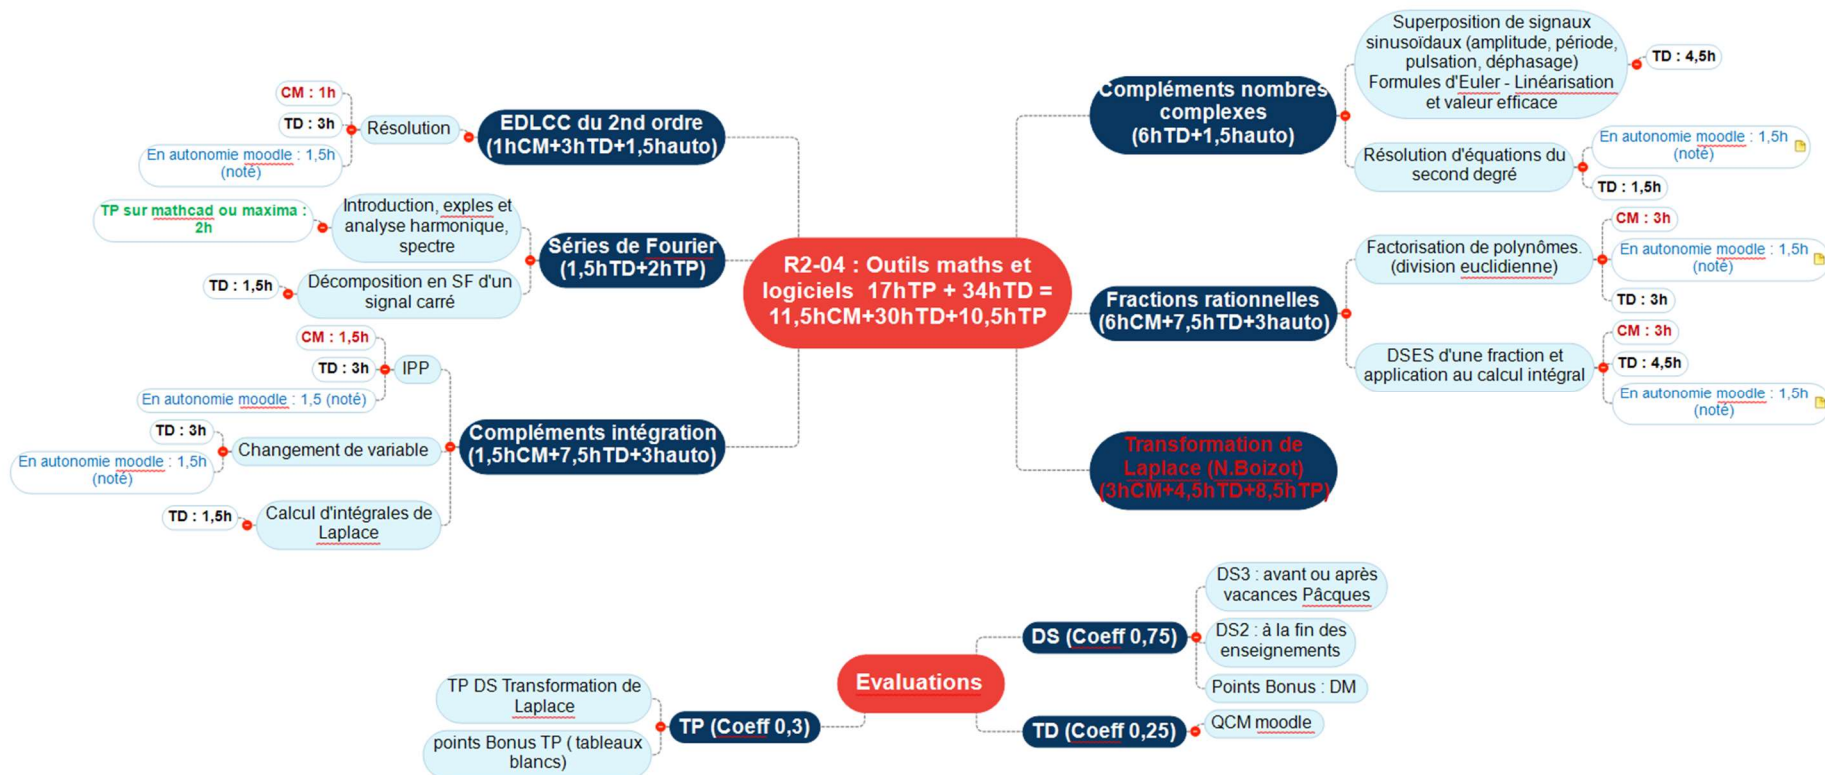 R2-04 : Outils maths et
logiciels 17hTP + 34hTD =
11,5hCM+30hTD+10,5hTP
Compléments nombres
complexes
(6hTD+1,5hauto)
Superposition de signaux
sinusoïdaux (amplitude, période,
pulsation, déphasage)
Formules d'Euler - Linéarisation
et valeur efficace
TD : 4,5h
Résolution d'équations du
second degré
En autonomie moodle : 1,5h
(noté)
TD : 1,5h
Fractions rationnelles
(6hCM+7,5hTD+3hauto)
Factorisation de polynômes.
(division euclidienne)
CM : 3h
En autonomie moodle : 1,5h
(noté)
TD : 3h
DSES d'une fraction et
application au calcul intégral
CM : 3h
TD : 4,5h
En autonomie moodle : 1,5h
(noté)
Transformation de
Laplace (N.Boizot)
(3hCM+4,5hTD+8,5hTP)
EDLCC du 2nd ordre
(1hCM+3hTD+1,5hauto)
Résolution
CM : 1h
TD : 3h
En autonomie moodle : 1,5h
(noté)
Séries de Fourier
(1,5hTD+2hTP)
Introduction, exples et
analyse harmonique,
spectre
TP sur mathcad ou maxima :
2h
Décomposition en SF d'un
signal carré
TD : 1,5h
Compléments intégration
(1,5hCM+7,5hTD+3hauto)
IPP
CM : 1,5h
TD : 3h
En autonomie moodle : 1,5 (noté)
Changement de variable
TD : 3h
En autonomie moodle : 1,5h
(noté)
Calcul d'intégrales de
Laplace
TD : 1,5h
Evaluations
DS (Coeff 0,75)
DS3 : avant ou après
vacances Pâcques
DS2 : à la fin des
enseignements
Points Bonus : DM
TD (Coeff 0,25)
QCM moodle
TP (Coeff 0,3)
TP DS Transformation de
Laplace
points Bonus TP ( tableaux
blancs)